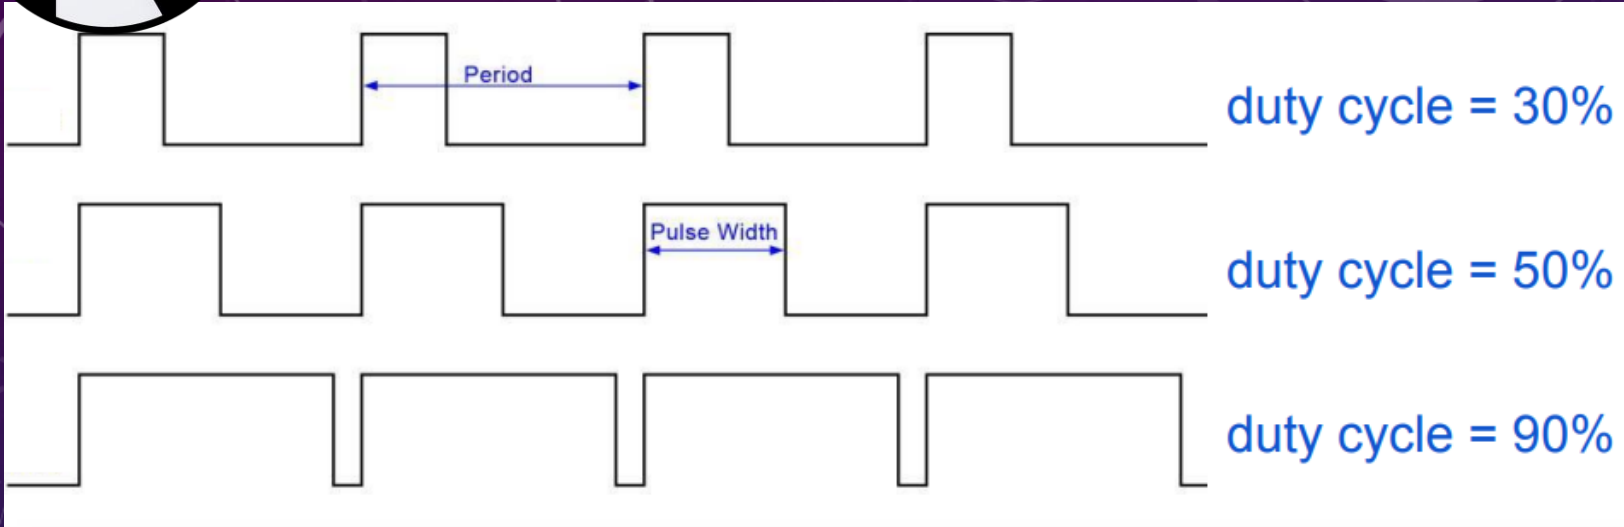 Period
duty cycle = 30%
Pulse Width
duty cycle = 50%
duty cycle = 90%